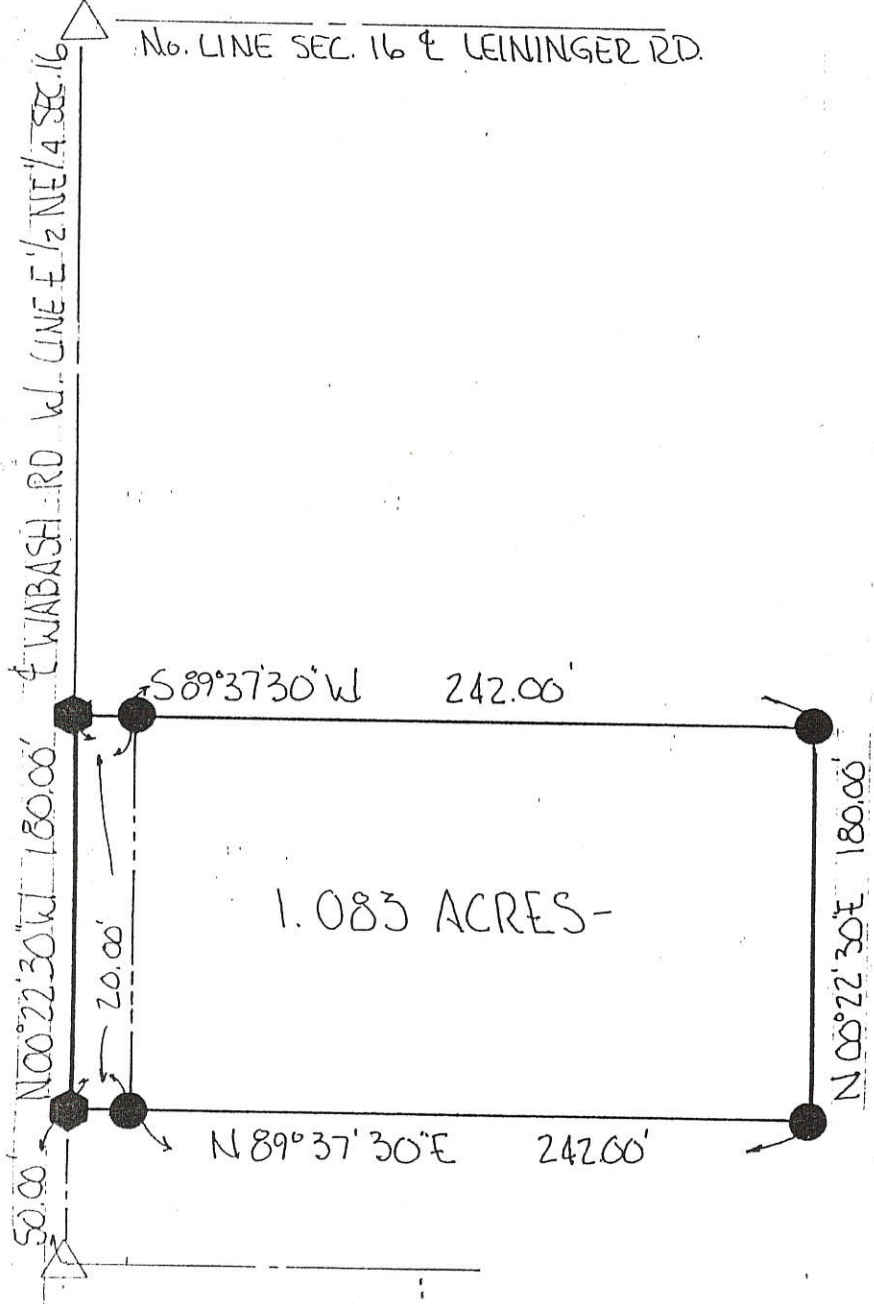 No. LINE SEC. 16 ℄ LEININGER RD.
℄ WABASH RD W. LINE E 1/2 NE 1/4 SEC. 16
S 89°37'30" W 242.00'
N 00°22'30" W 180.00'
20.00'
1.083 ACRES-
N 00°22'30" E 180.00'
N 89°37'30" E 242.00'
50.00'